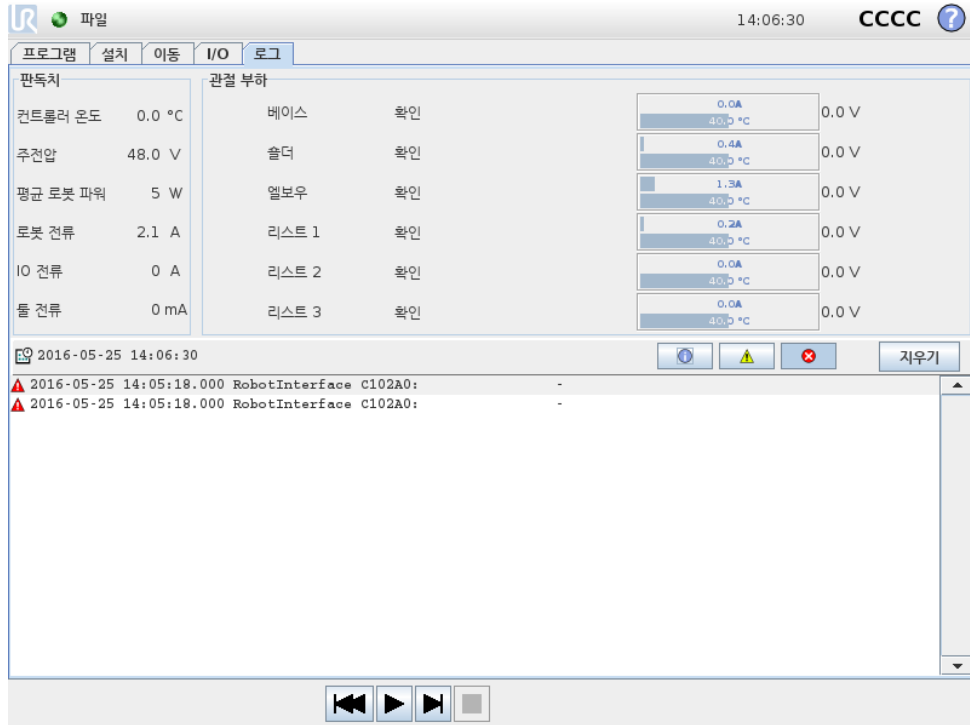 UR 파일 14:06:30 CCCC ?
프로그램 설치 이동 I/O 로그
판독치 관절 부하
컨트롤러 온도 0.0 °C 베이스 확인 0.0A 40.0 °C 0.0 V
주전압 48.0 V 숄더 확인 0.4A 40.0 °C 0.0 V
평균 로봇 파워 5 W 엘보우 확인 1.3A 40.0 °C 0.0 V
로봇 전류 2.1 A 리스트 1 확인 0.2A 40.0 °C 0.0 V
IO 전류 0 A 리스트 2 확인 0.0A 40.0 °C 0.0 V
툴 전류 0 mA 리스트 3 확인 0.0A 40.0 °C 0.0 V
2016-05-25 14:06:30 지우기
2016-05-25 14:05:18.000 RobotInterface C102A0: -
2016-05-25 14:05:18.000 RobotInterface C102A0: -